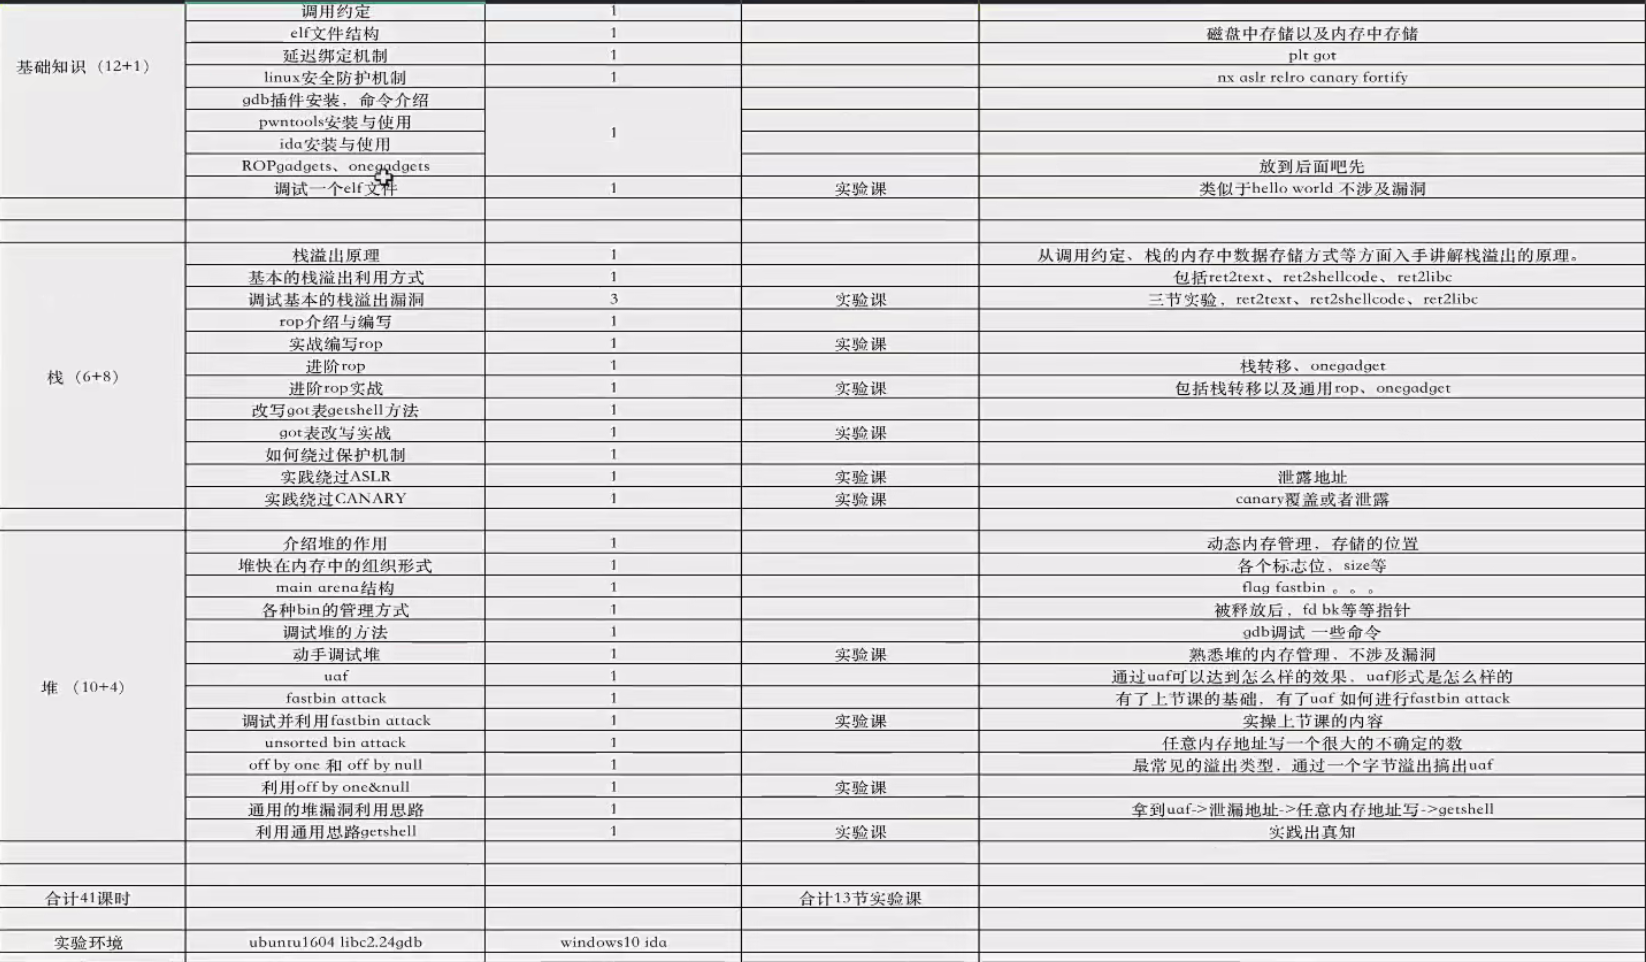 调用约定 1
elf文件结构 1 磁盘中存储以及内存中存储
延迟绑定机制 1 plt got
基础知识（12+1）
linux安全防护机制 1 nx aslr relro canary fortify
gdb插件安装，命令介绍
pwntools安装与使用
1
ida安装与使用
ROPgadgets、onegadgets 放到后面吧先
调试一个elf文件 1 实验课 类似于hello world 不涉及漏洞
栈溢出原理 1 从调用约定、栈的内存中数据存储方式等方面入手讲解栈溢出的原理。
基本的栈溢出利用方式 1 包括ret2text、ret2shellcode、ret2libc
调试基本的栈溢出漏洞 3 实验课 三节实验，ret2text、ret2shellcode、ret2libc
rop介绍与编写 1
实战编写rop 1 实验课
进阶rop 1 栈转移、onegadget
栈（6+8）
进阶rop实战 1 实验课 包括栈转移以及通用rop、onegadget
改写got表getshell方法 1
got表改写实战 1 实验课
如何绕过保护机制 1
实践绕过ASLR 1 实验课 泄露地址
实践绕过CANARY 1 实验课 canary覆盖或者泄露
介绍堆的作用 1 动态内存管理，存储的位置
堆快在内存中的组织形式 1 各个标志位，size等
main arena结构 1 flag fastbin 。。。
各种bin的管理方式 1 被释放后，fd bk等等指针
调试堆的方法 1 gdb调试 一些命令
动手调试堆 1 实验课 熟悉堆的内存管理，不涉及漏洞
uaf 1 通过uaf可以达到怎么样的效果，uaf形式是怎么样的
堆 （10+4）
fastbin attack 1 有了上节课的基础，有了uaf 如何进行fastbin attack
调试并利用fastbin attack 1 实验课 实操上节课的内容
unsorted bin attack 1 任意内存地址写一个很大的不确定的数
off by one 和 off by null 1 最常见的溢出类型，通过一个字节溢出搞出uaf
利用off by one&null 1 实验课
通用的堆漏洞利用思路 1 拿到uaf->泄漏地址->任意内存地址写->getshell
利用通用思路getshell 1 实验课 实践出真知
合计41课时 合计13节实验课
实验环境 ubuntu1604 libc2.24gdb windows10 ida